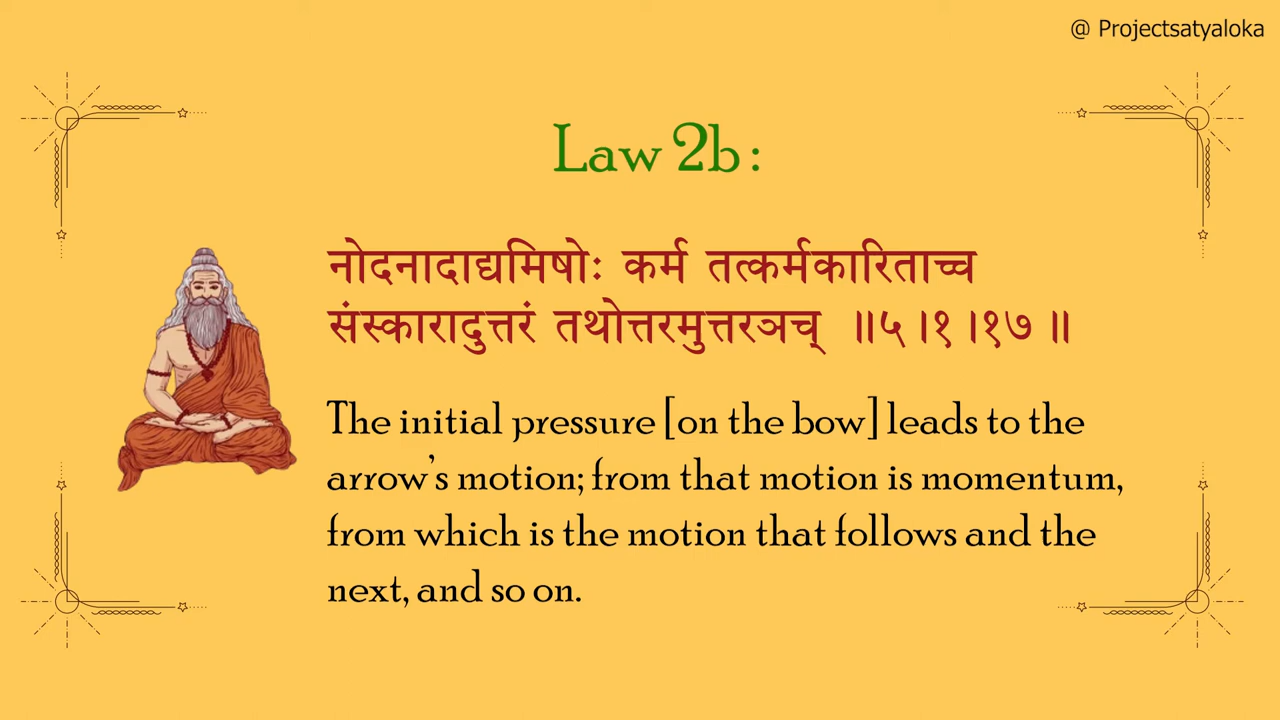 @ Projectsatyaloka
Law 2b :
नोदनादाद्यमिषोः कर्म तत्कर्मकारिताच्च
संस्कारादुत्तरं तथोत्तरमुत्तरञच् ॥५।१।१७॥
The initial pressure [on the bow] leads to the
arrow's motion; from that motion is momentum,
from which is the motion that follows and the
next, and so on.